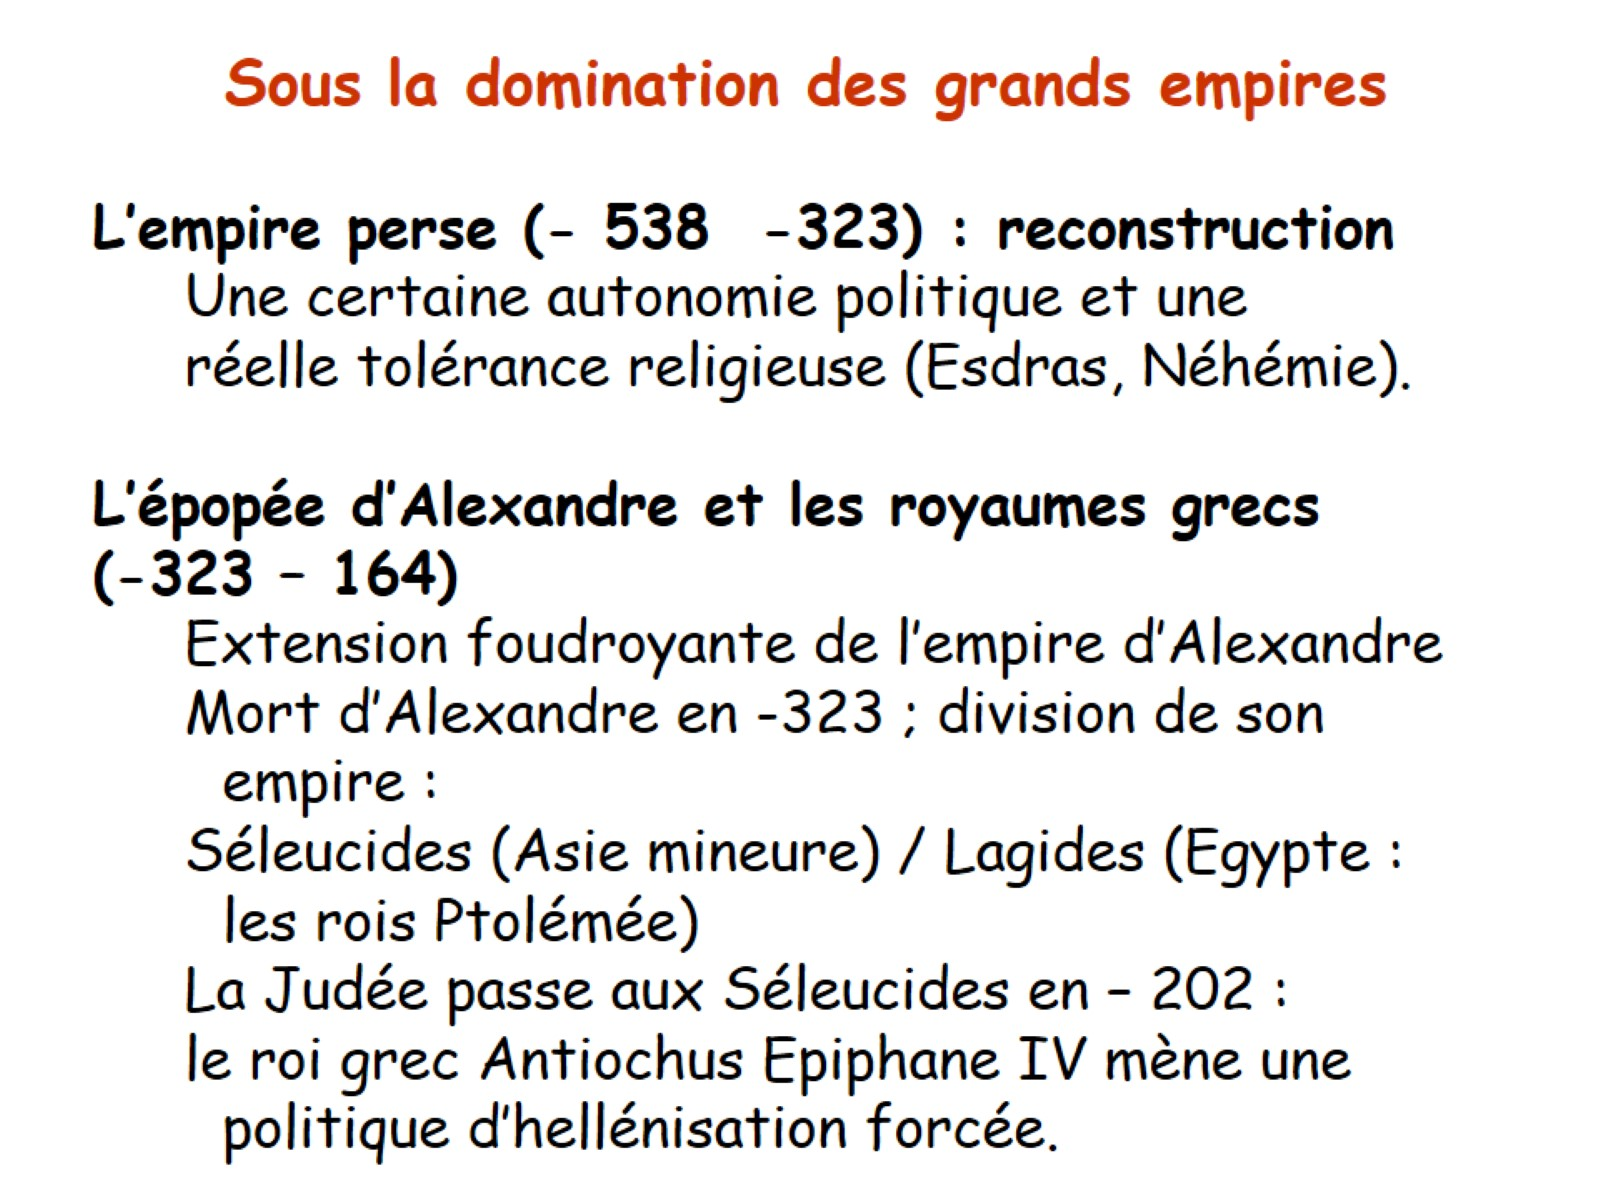 Sous la domination des grands empires
L'empire perse (- 538  -323) : reconstruction
Une certaine autonomie politique et une
réelle tolérance religieuse (Esdras, Néhémie).
L'épopée d'Alexandre et les royaumes grecs
(-323 – 164)
Extension foudroyante de l'empire d'Alexandre
Mort d'Alexandre en -323 ; division de son
empire :
Séleucides (Asie mineure) / Lagides (Egypte :
les rois Ptolémée)
La Judée passe aux Séleucides en – 202 :
le roi grec Antiochus Epiphane IV mène une
politique d'hellénisation forcée.